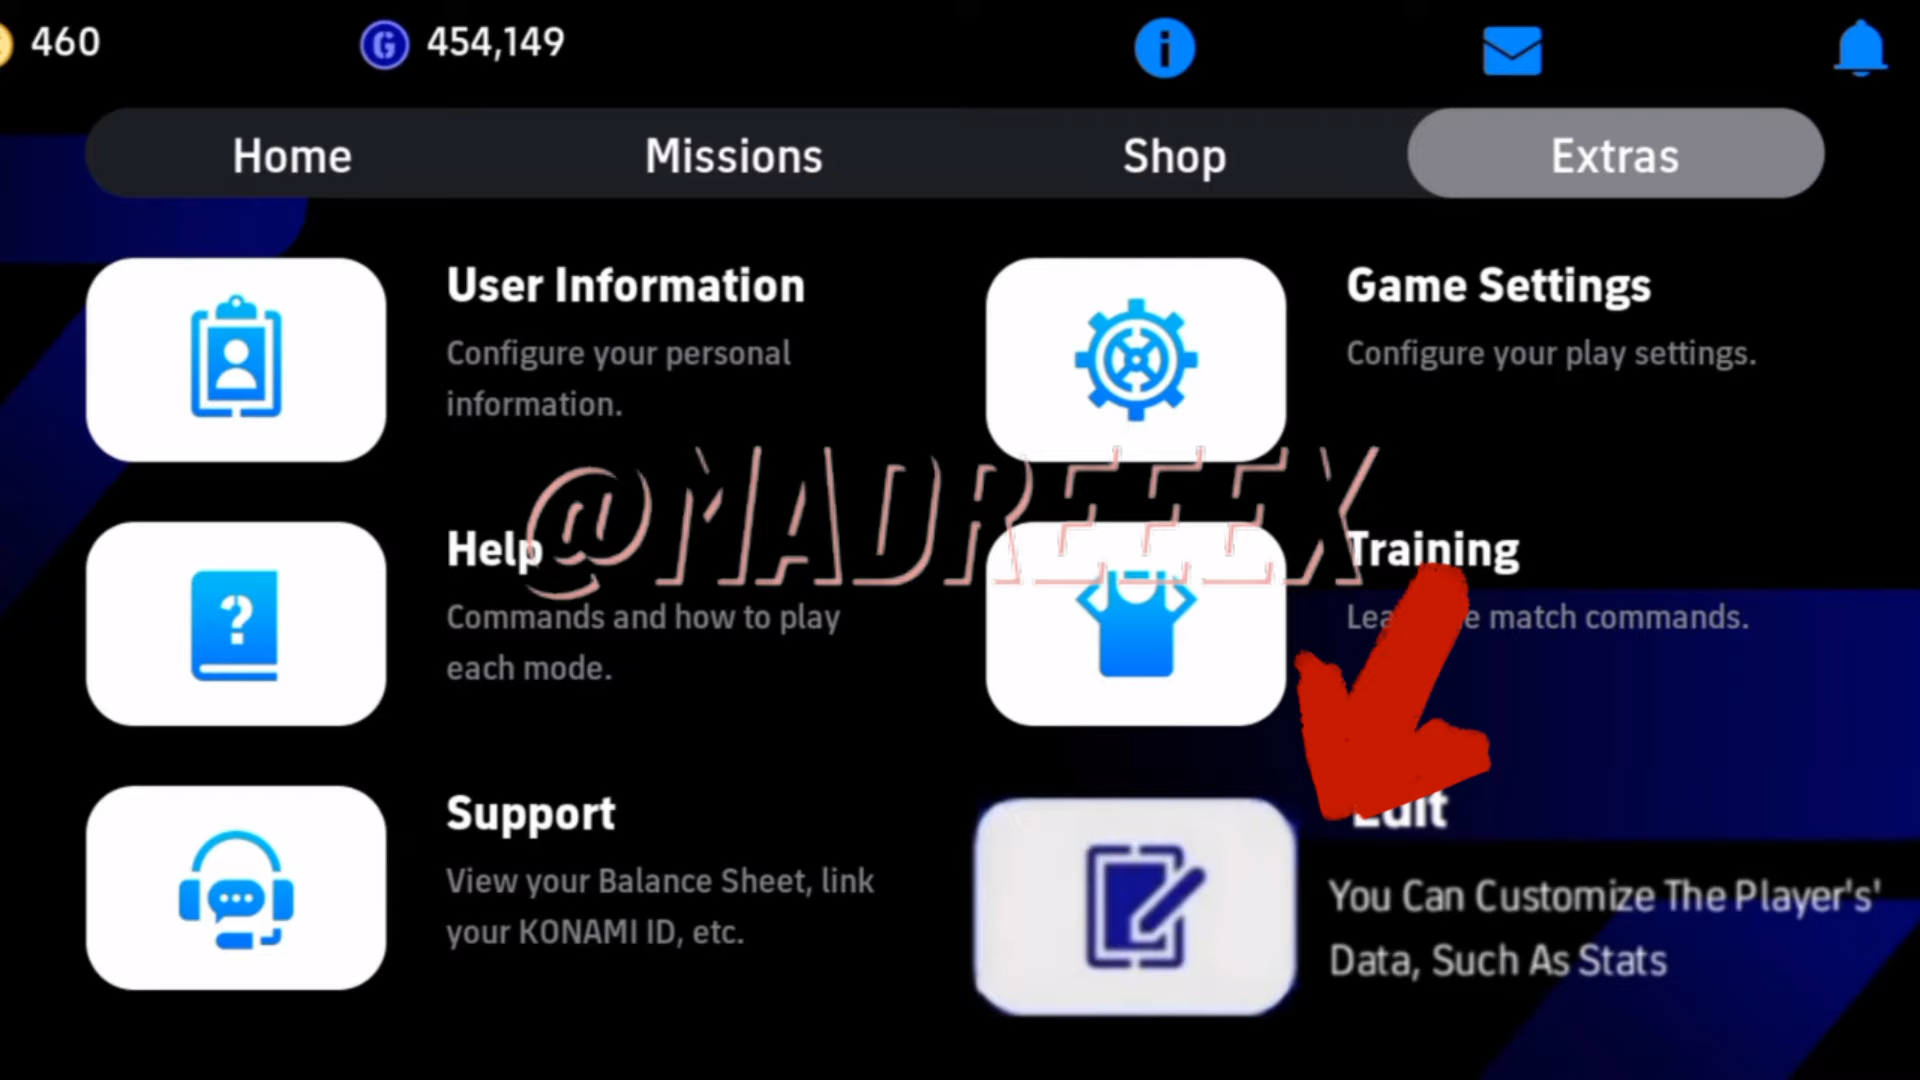 460
G 454,149
Home Missions Shop Extras
User Information
Configure your personal
information.
Game Settings
Configure your play settings.
@MADREEEX
Help
Commands and how to play
each mode.
Training
match commands.
Support
View your Balance Sheet, link
your KONAMI ID, etc.
Edit
You Can Customize The Player's'
Data, Such As Stats